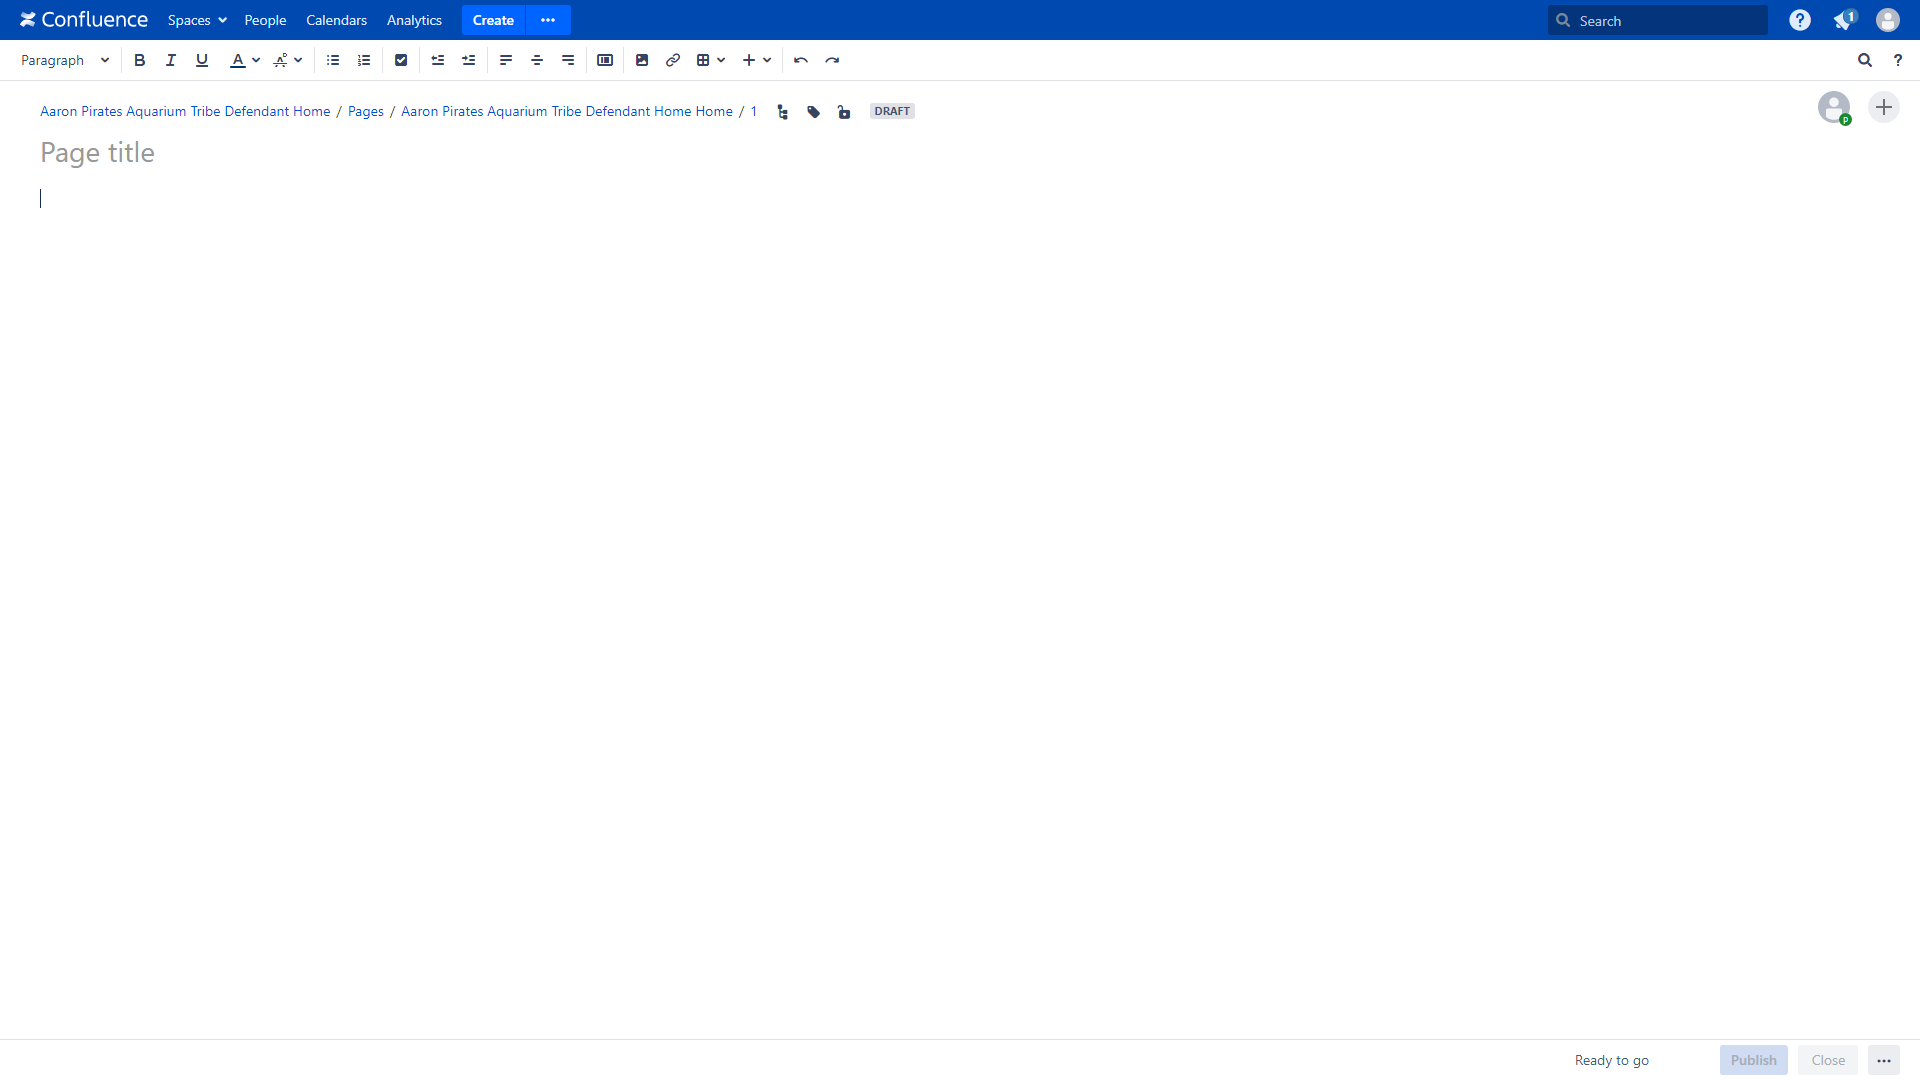 Confluence Spaces People Calendars Analytics Create Search 1
Paragraph B I U A ?
Aaron Pirates Aquarium Tribe Defendant Home / Pages / Aaron Pirates Aquarium Tribe Defendant Home Home / 1 DRAFT P
Page title
Ready to go Publish Close